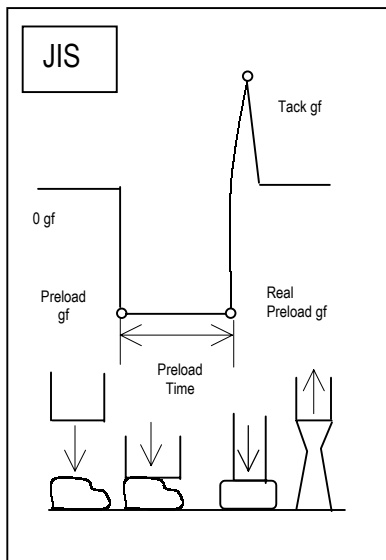 JIS
Tack gf
0 gf
Preload
gf
Real
Preload gf
Preload
Time